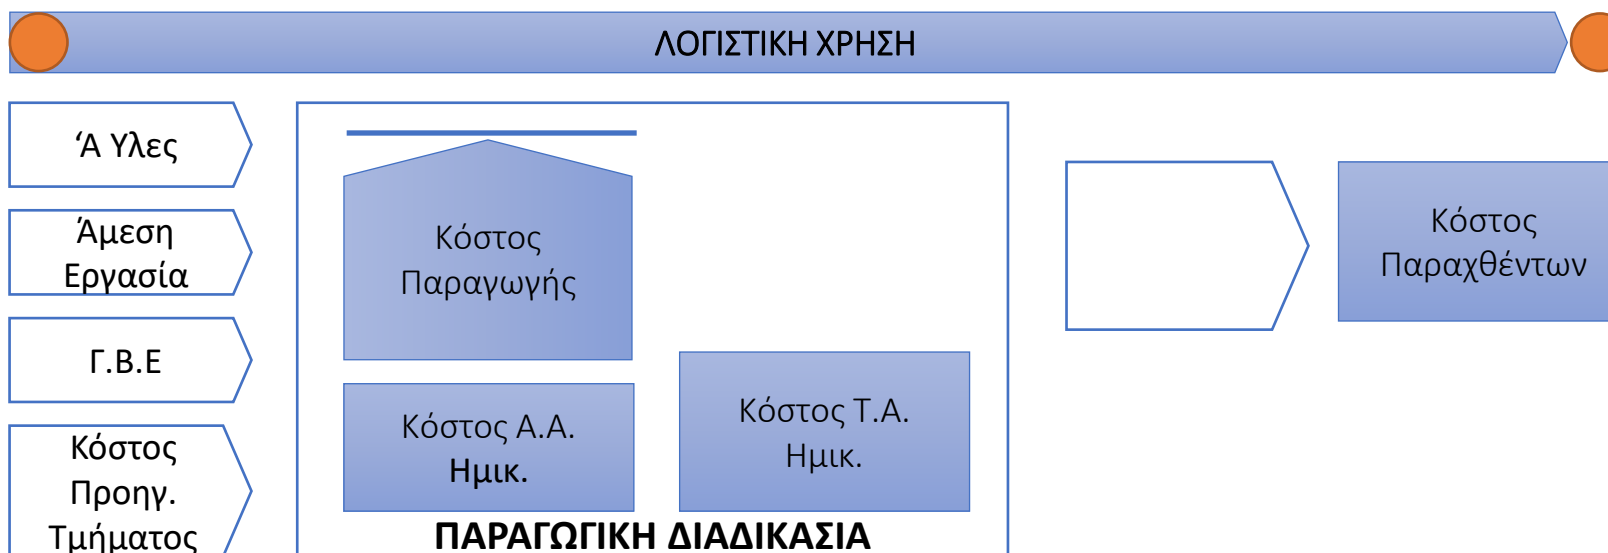 ΛΟΓΙΣΤΙΚΗ ΧΡΗΣΗ
‘Α Υλες
Άμεση
Εργασία
Γ.Β.Ε
Κόστος
Προηγ.
Τμήματος
Κόστος
Παραγωγής
Κόστος Α.Α.
Ημικ.
Κόστος Τ.Α.
Ημικ.
ΠΑΡΑΓΩΓΙΚΗ ΔΙΑΔΙΚΑΣΙΑ
Κόστος
Παραχθέντων